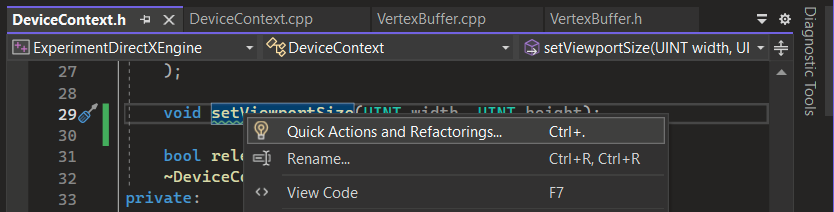 DeviceContext.h DeviceContext.cpp VertexBuffer.cpp VertexBuffer.h
ExperimentDirectXEngine DeviceContext setViewportSize(UINT width, UI
27 );
28
29 void setViewportSize(UINT width, UINT height);
30
Quick Actions and Refactorings... Ctrl+.
31 bool rele
Rename... Ctrl+R, Ctrl+R
32 ~DeviceCo
33 private:
View Code F7
Diagnostic Tools